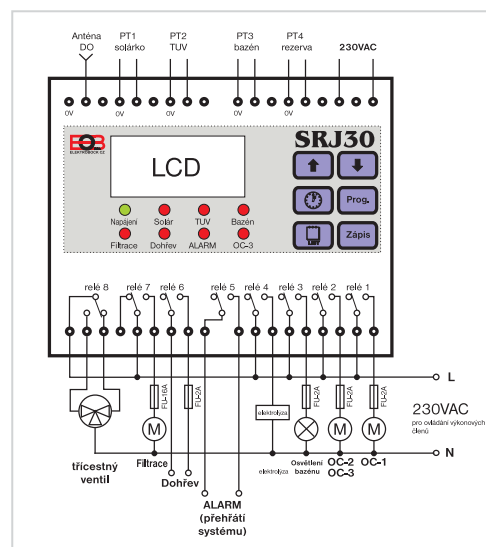 Anténa PT1 PT2 PT3 PT4
DO solárko TUV bazén rezerva 230VAC
0V 0V 0V 0V 0V
EOB
ELEKTROBOCK CZ
SRJ30
LCD
Prog.
Zápis
Napájení Solár TUV Bazén
Filtrace Dohřev ALARM OC-3
relé 8 relé 7 relé 6 relé 5 relé 4 relé 3 relé 2 relé 1
FU-16A FU-2A FU-2A FU-2A FU-2A
L
elektrolýza
230VAC
pro ovládání výkonových
členů
M M M
N
třícestný
ventil
Filtrace
Dohřev
elektrolýza
Osvětlení
bazénu
OC-2
OC-3
OC-1
ALARM
(přehřátí
systému)